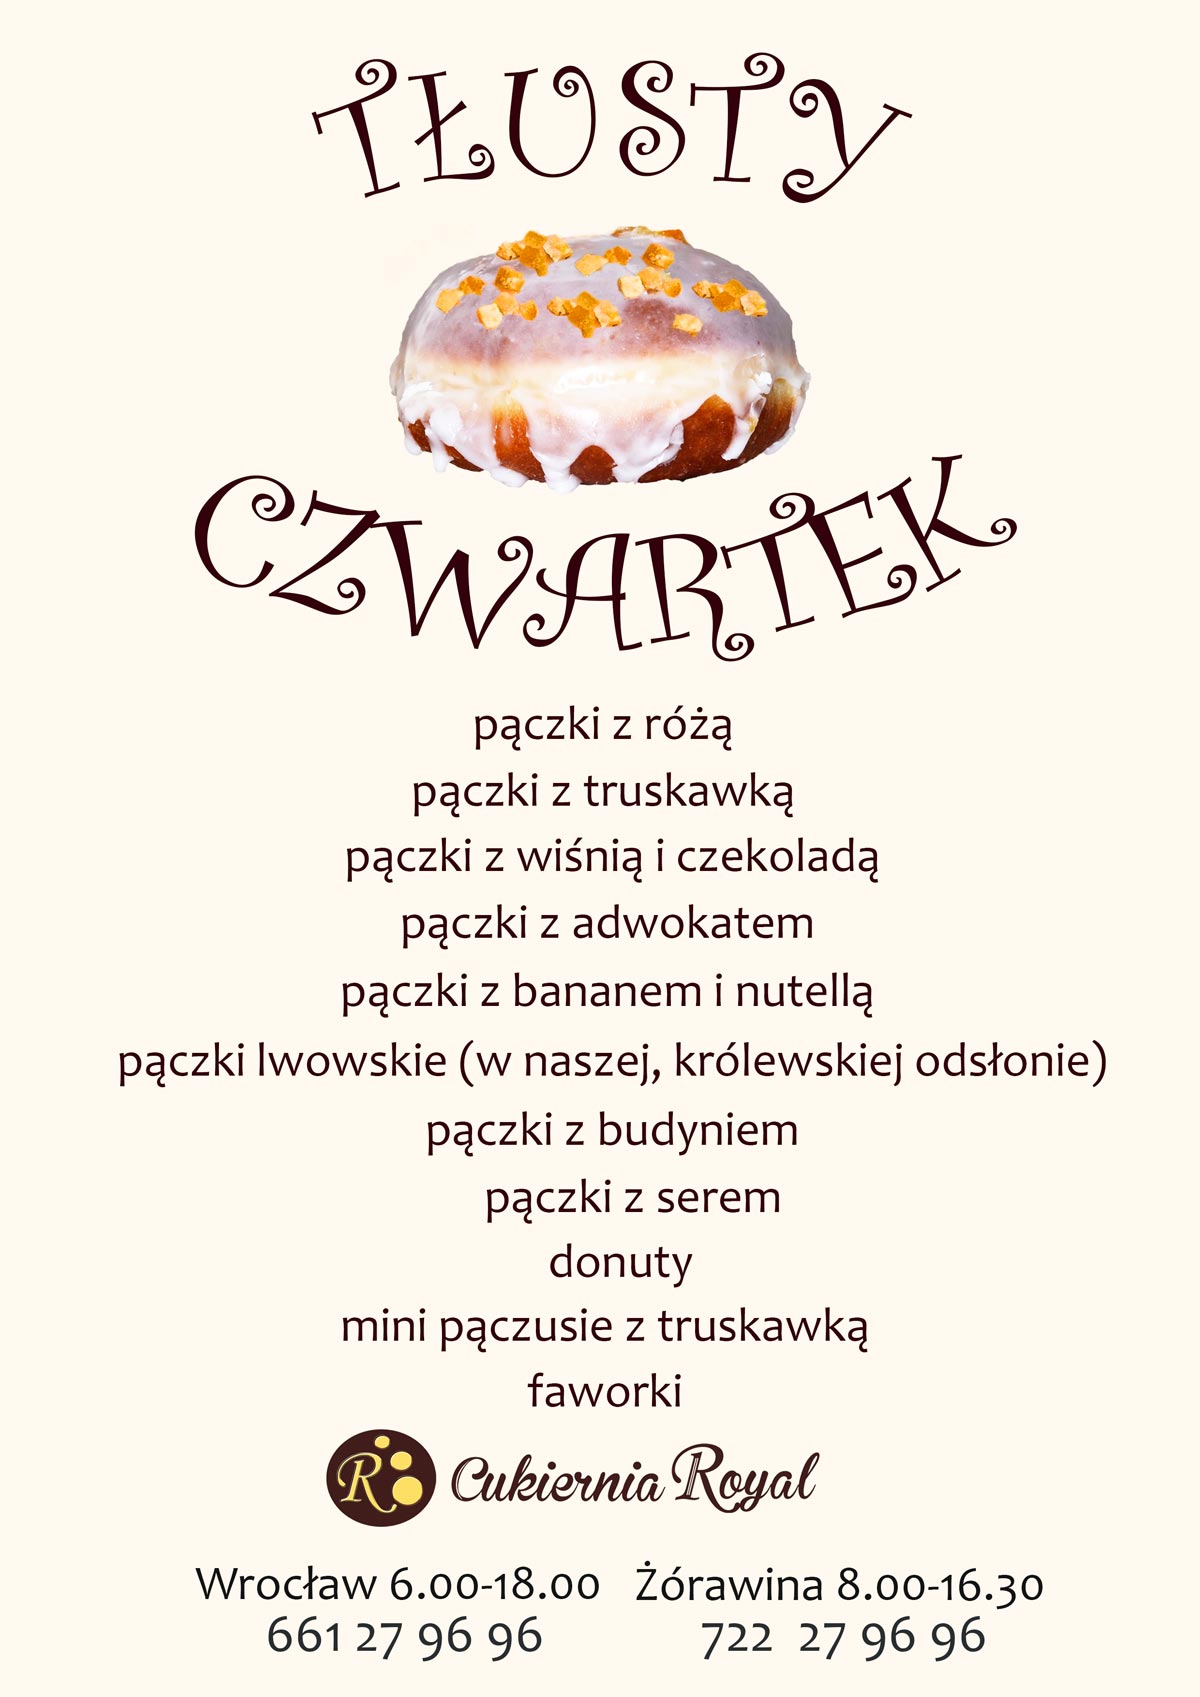 TŁUSTY
CZWARTEK
pączki z różą
pączki z truskawką
pączki z wiśnią i czekoladą
pączki z adwokatem
pączki z bananem i nutellą
pączki lwowskie (w naszej, królewskiej odsłonie)
pączki z budyniem
pączki z serem
donuty
mini pączusie z truskawką
faworki
R Cukiernia Royal
Wrocław 6.00-18.00 Żórawina 8.00-16.30
661 27 96 96 722 27 96 96